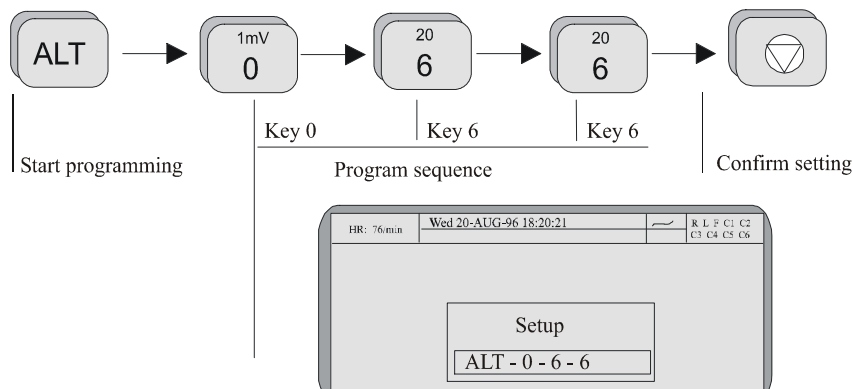 1mV
20
20
ALT
0
6
6
Key 0
Key 6
Key 6
Start programming
Program sequence
Confirm setting
HR: 76/min
Wed 20-AUG-96 18:20:21
R L F C1 C2
C3 C4 C5 C6
Setup
ALT - 0 - 6 - 6